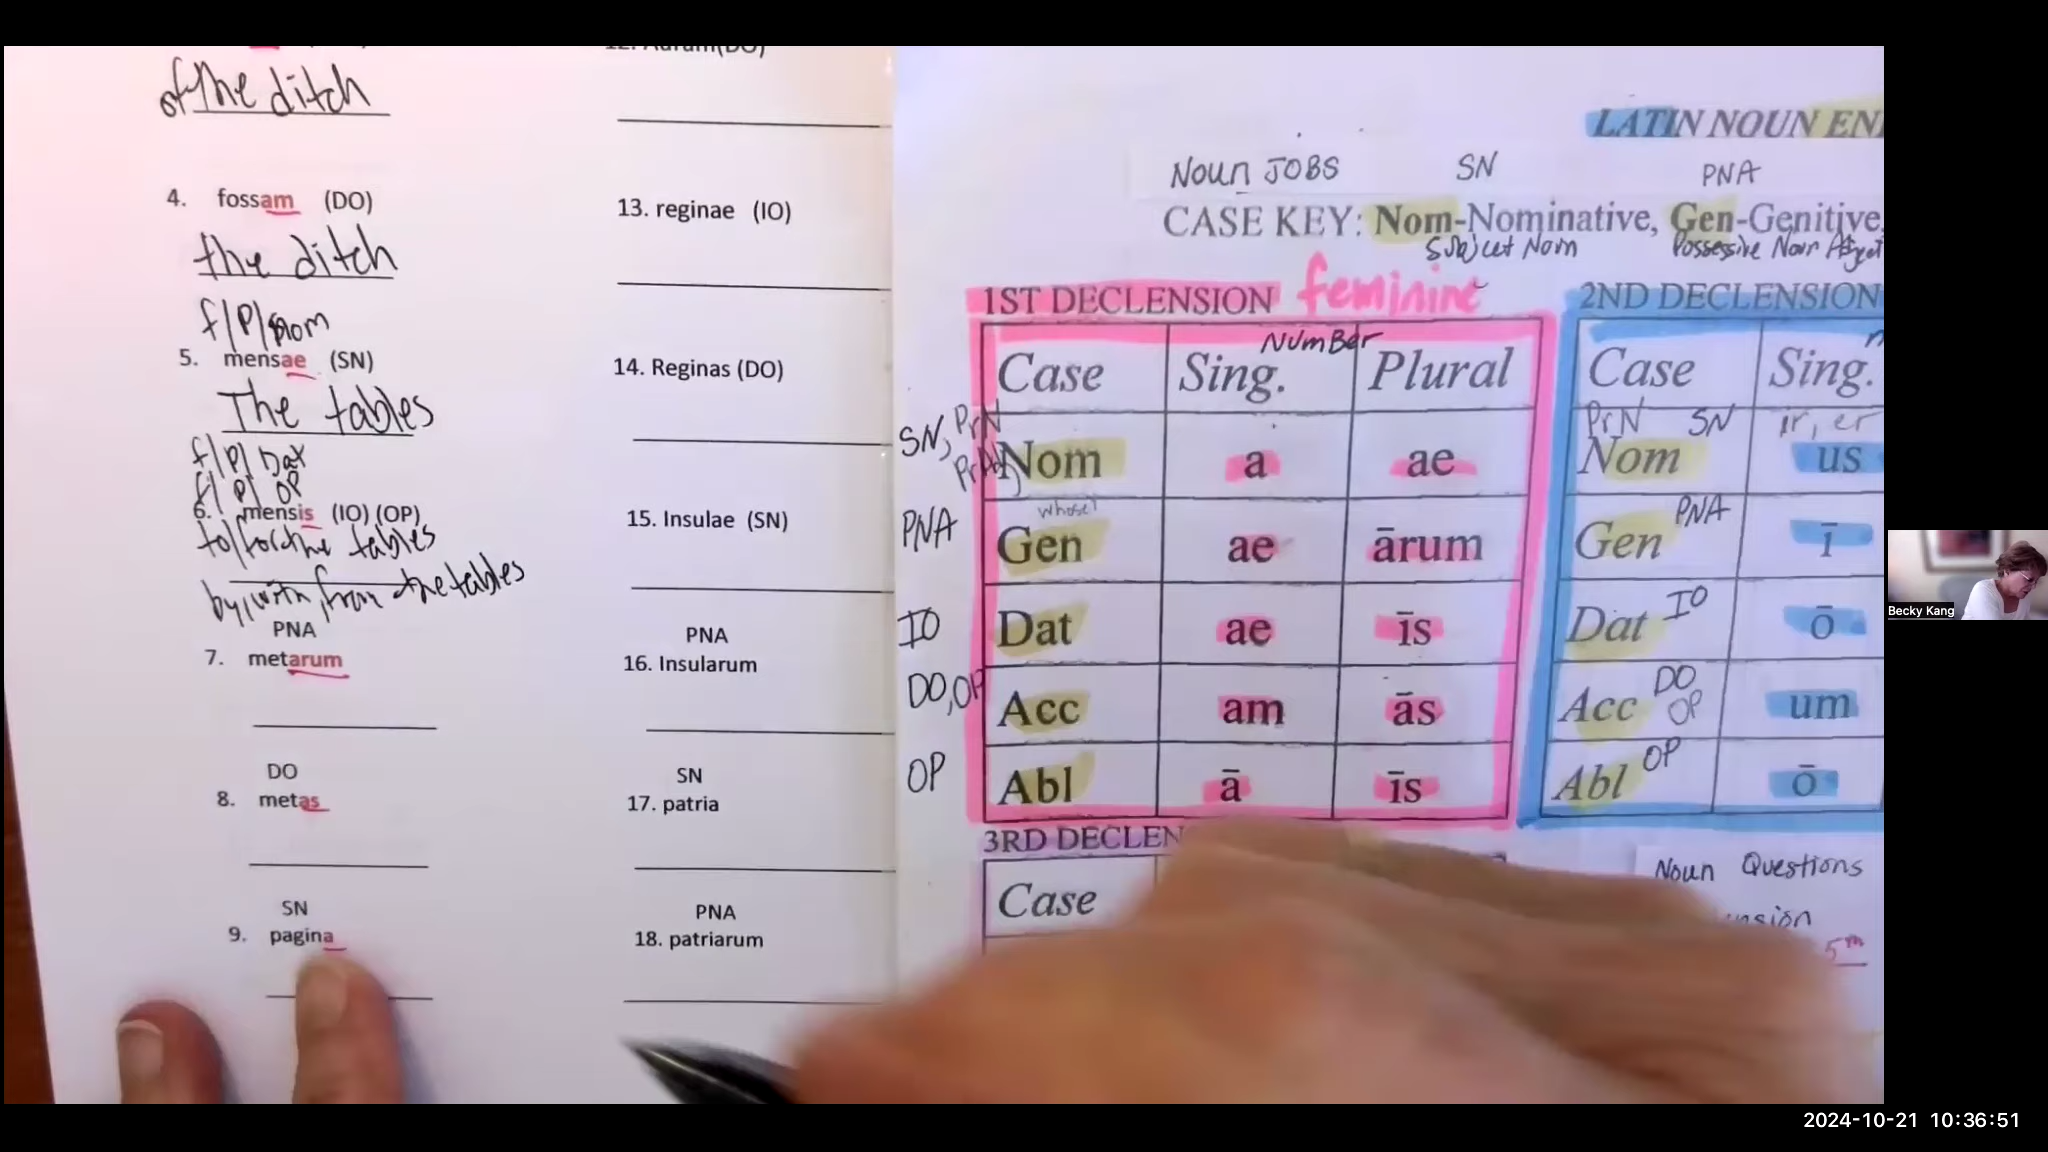 of the ditch
4. fossam (DO)
the ditch
f/P/nom
5. mensae (SN)
The tables
f/P/Dat
f/P/OP
6. mensis (IO) (OP)
to/for the tables
by, with, from the tables
PNA
7. metarum
DO
8. metas
SN
9. pagina
12. Aurum(DO)
13. reginae (IO)
14. Reginas (DO)
15. Insulae (SN)
PNA
16. Insularum
SN
17. patria
PNA
18. patriarum
LATIN NOUN EN
Noun JOBS SN PNA
CASE KEY: Nom-Nominative, Gen-Genitive,
Subject Nom Possessive Noun Adject
1ST DECLENSION feminine
Number
Case Sing. Plural
SN, PrN
PrAdj Nom a ae
whose?
PNA Gen ae ārum
IO Dat ae īs
DO, OP Acc am ās
OP Abl ā īs
2ND DECLENSION
Case Sing.
PrN SN ir, er
Nom us
Gen PNA ī
Dat IO ō
Acc DO OP um
Abl OP ō
3RD DECLEN
Case
Noun Questions
5th
Becky Kang
2024-10-21 10:36:51